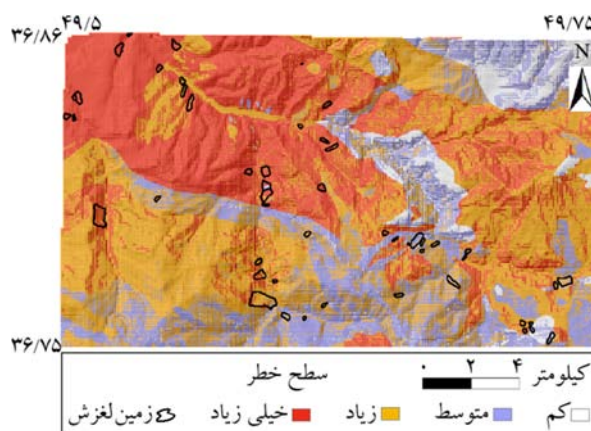 ۴۹/۵ ۴۹/۷۵
۳۶/۸۶
N
۳۶/۷۵
سطح خطر ۰ ۲ ۴ کیلومتر
زمین‌لغزش خیلی زیاد زیاد متوسط کم